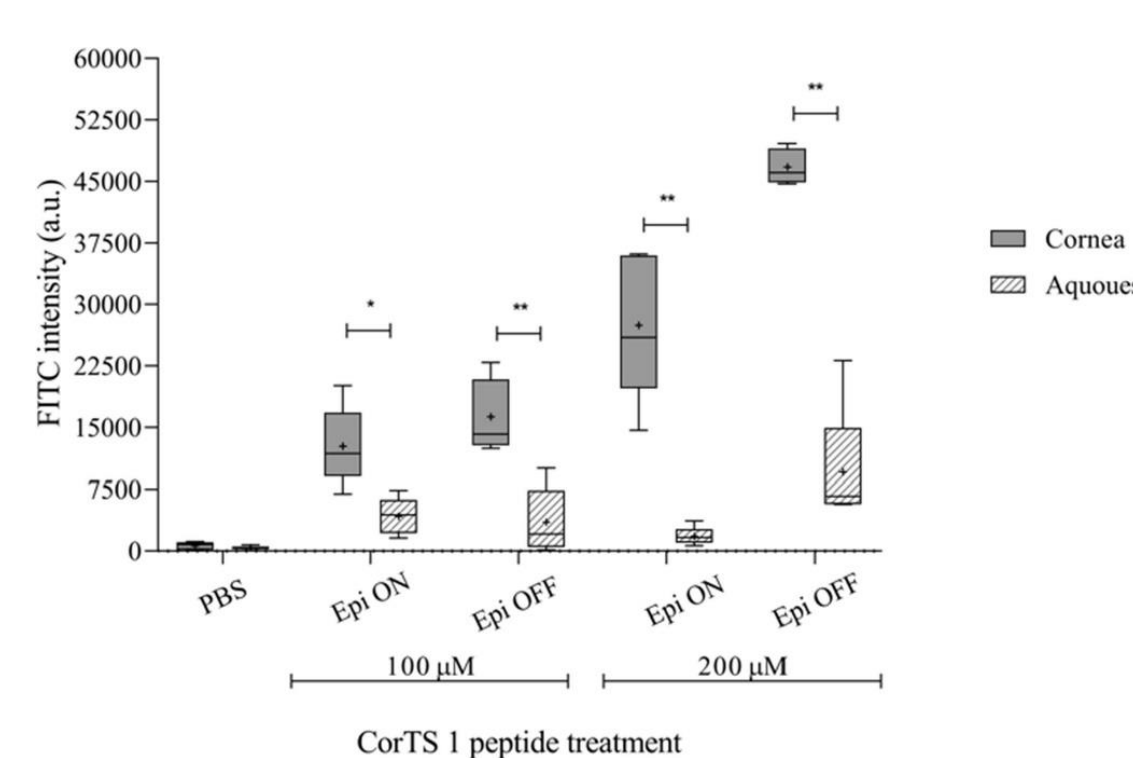 60000
52500
45000
37500
30000
22500
15000
7500
0
FITC intensity (a.u.)
*
**
**
**
Cornea
PBS
Epi ON
Epi OFF
Epi ON
Epi OFF
100 μM
200 μM
CorTS 1 peptide treatment